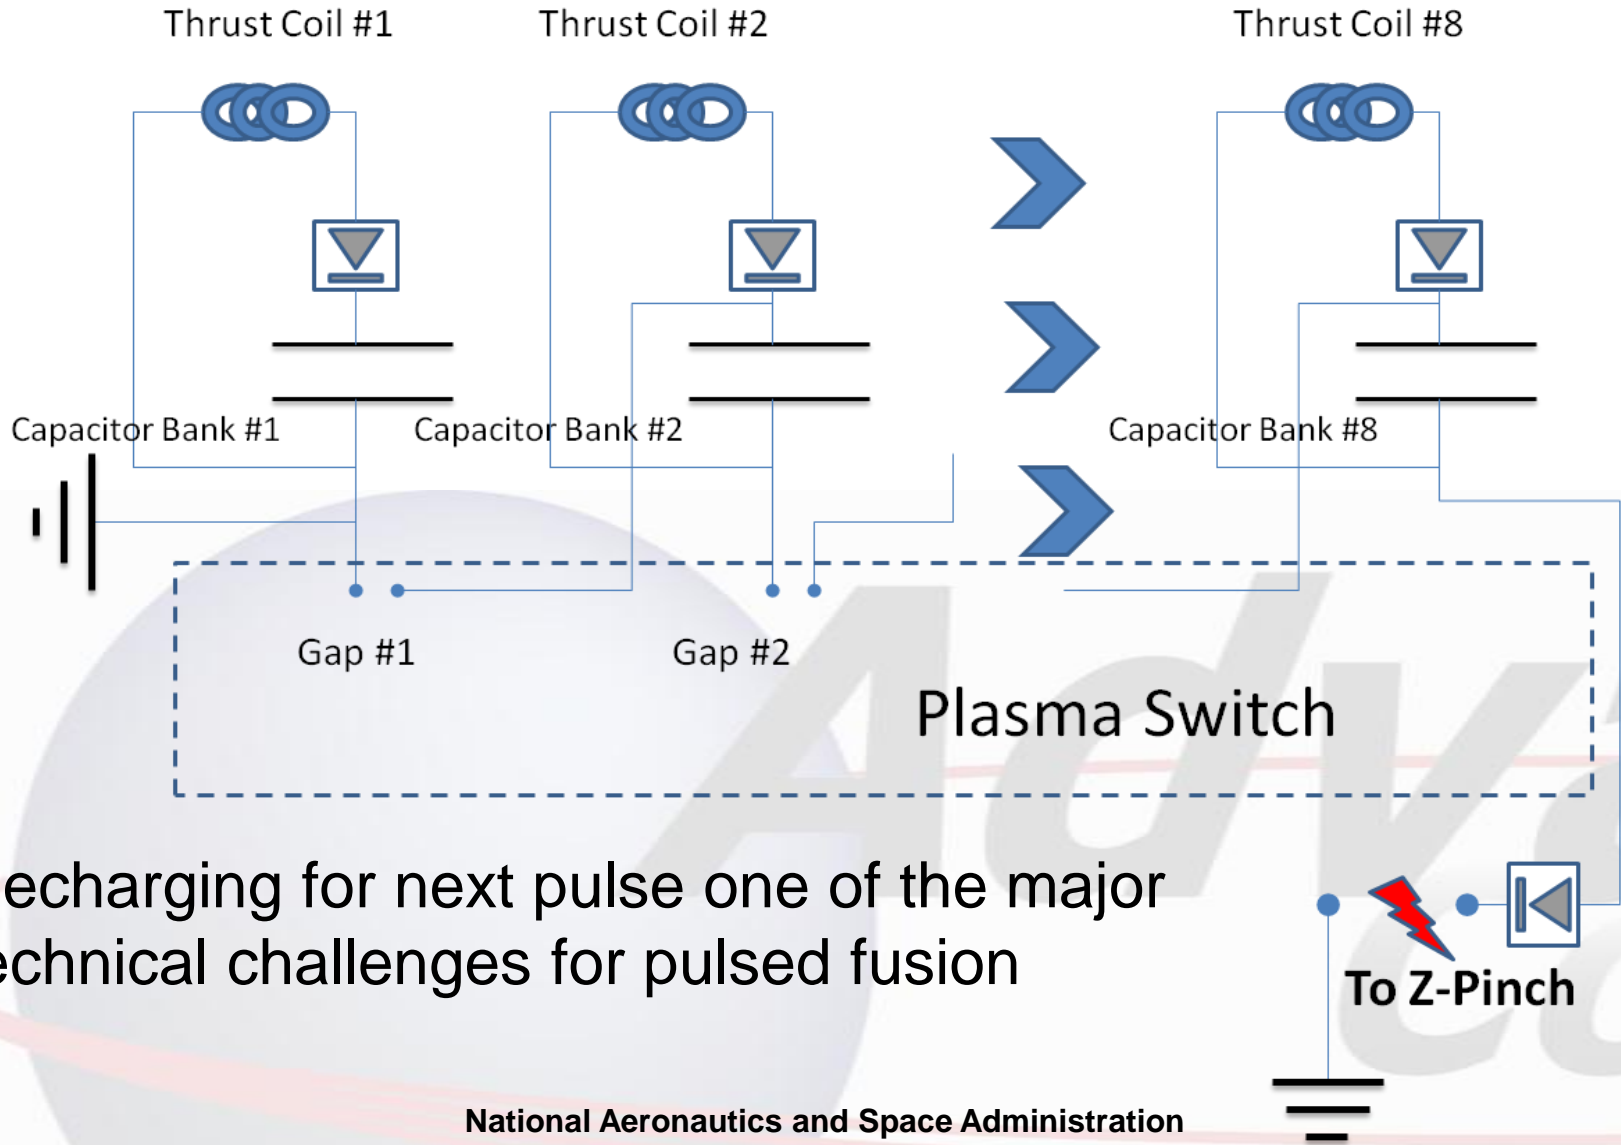 Thrust Coil #1
Thrust Coil #2
Thrust Coil #8
Capacitor Bank #1
Capacitor Bank #2
Capacitor Bank #8
Gap #1
Gap #2
Plasma Switch
echarging for next pulse one of the major
echnical challenges for pulsed fusion
To Z-Pinch
National Aeronautics and Space Administration